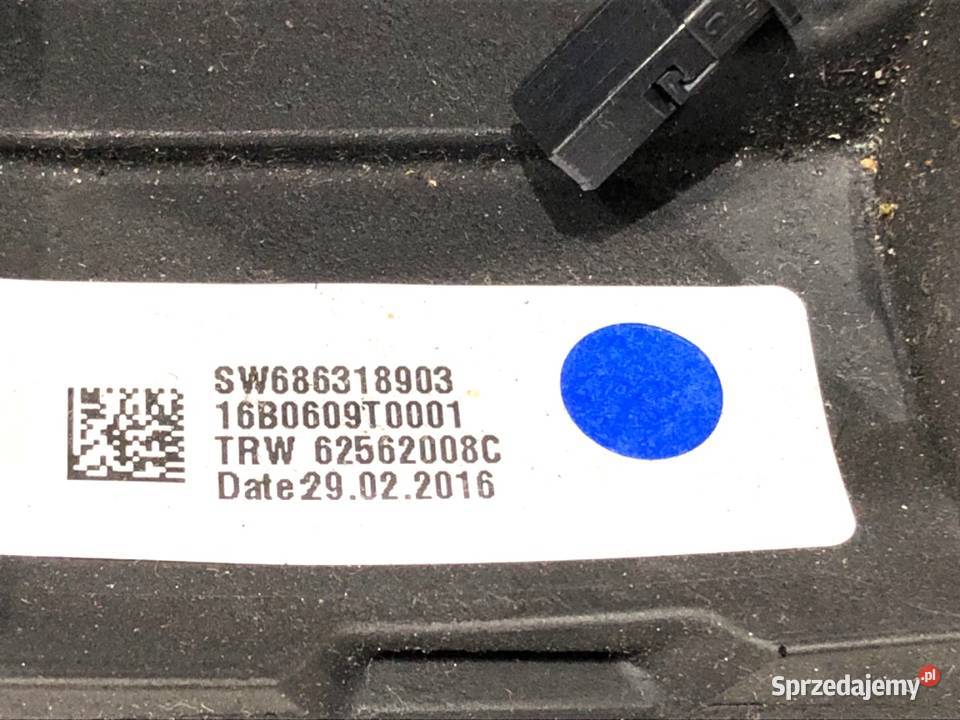 SW686318903
16B0609T0001
TRW 62562008C
Date:29.02.2016
Sprzedajemy.pl